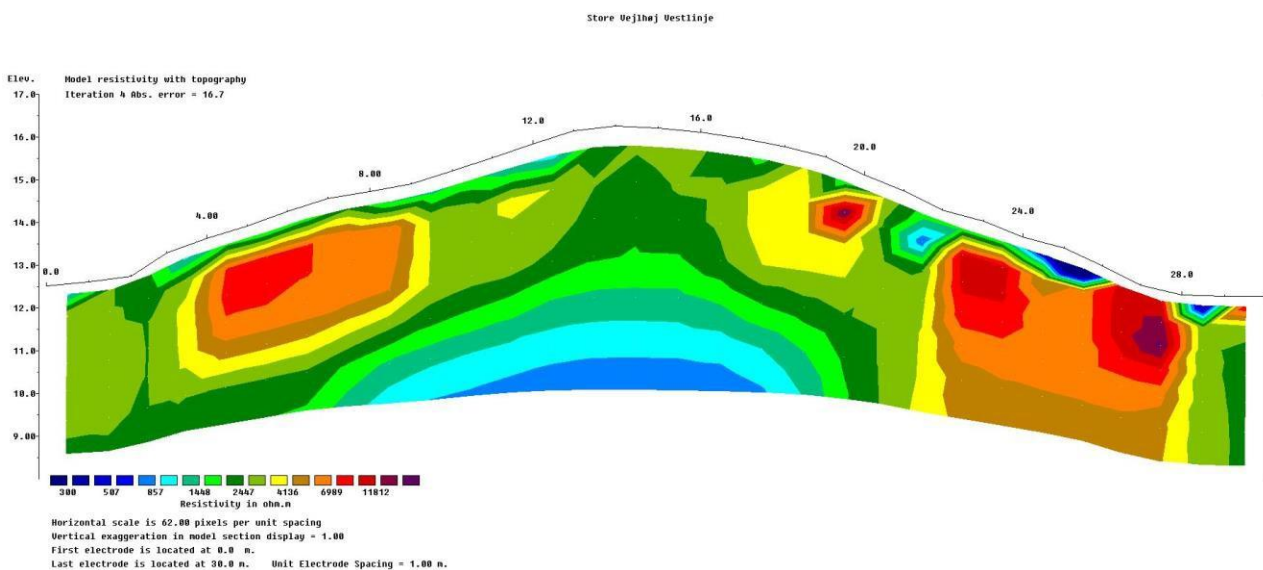 Store Vejlhøj Vestlinje
Elev. Model resistivity with topography
Iteration 4 Abs. error = 16.7
17.0
16.0
15.0
14.0
13.0
12.0
11.0
10.0
9.00
0.0 4.00 8.00 12.0 16.0 20.0 24.0 28.0
300 507 857 1448 2447 4136 6989 11812
Resistivity in ohm.m
Horizontal scale is 62.00 pixels per unit spacing
Vertical exaggeration in model section display = 1.00
First electrode is located at 0.0 m.
Last electrode is located at 30.0 m. Unit Electrode Spacing = 1.00 m.